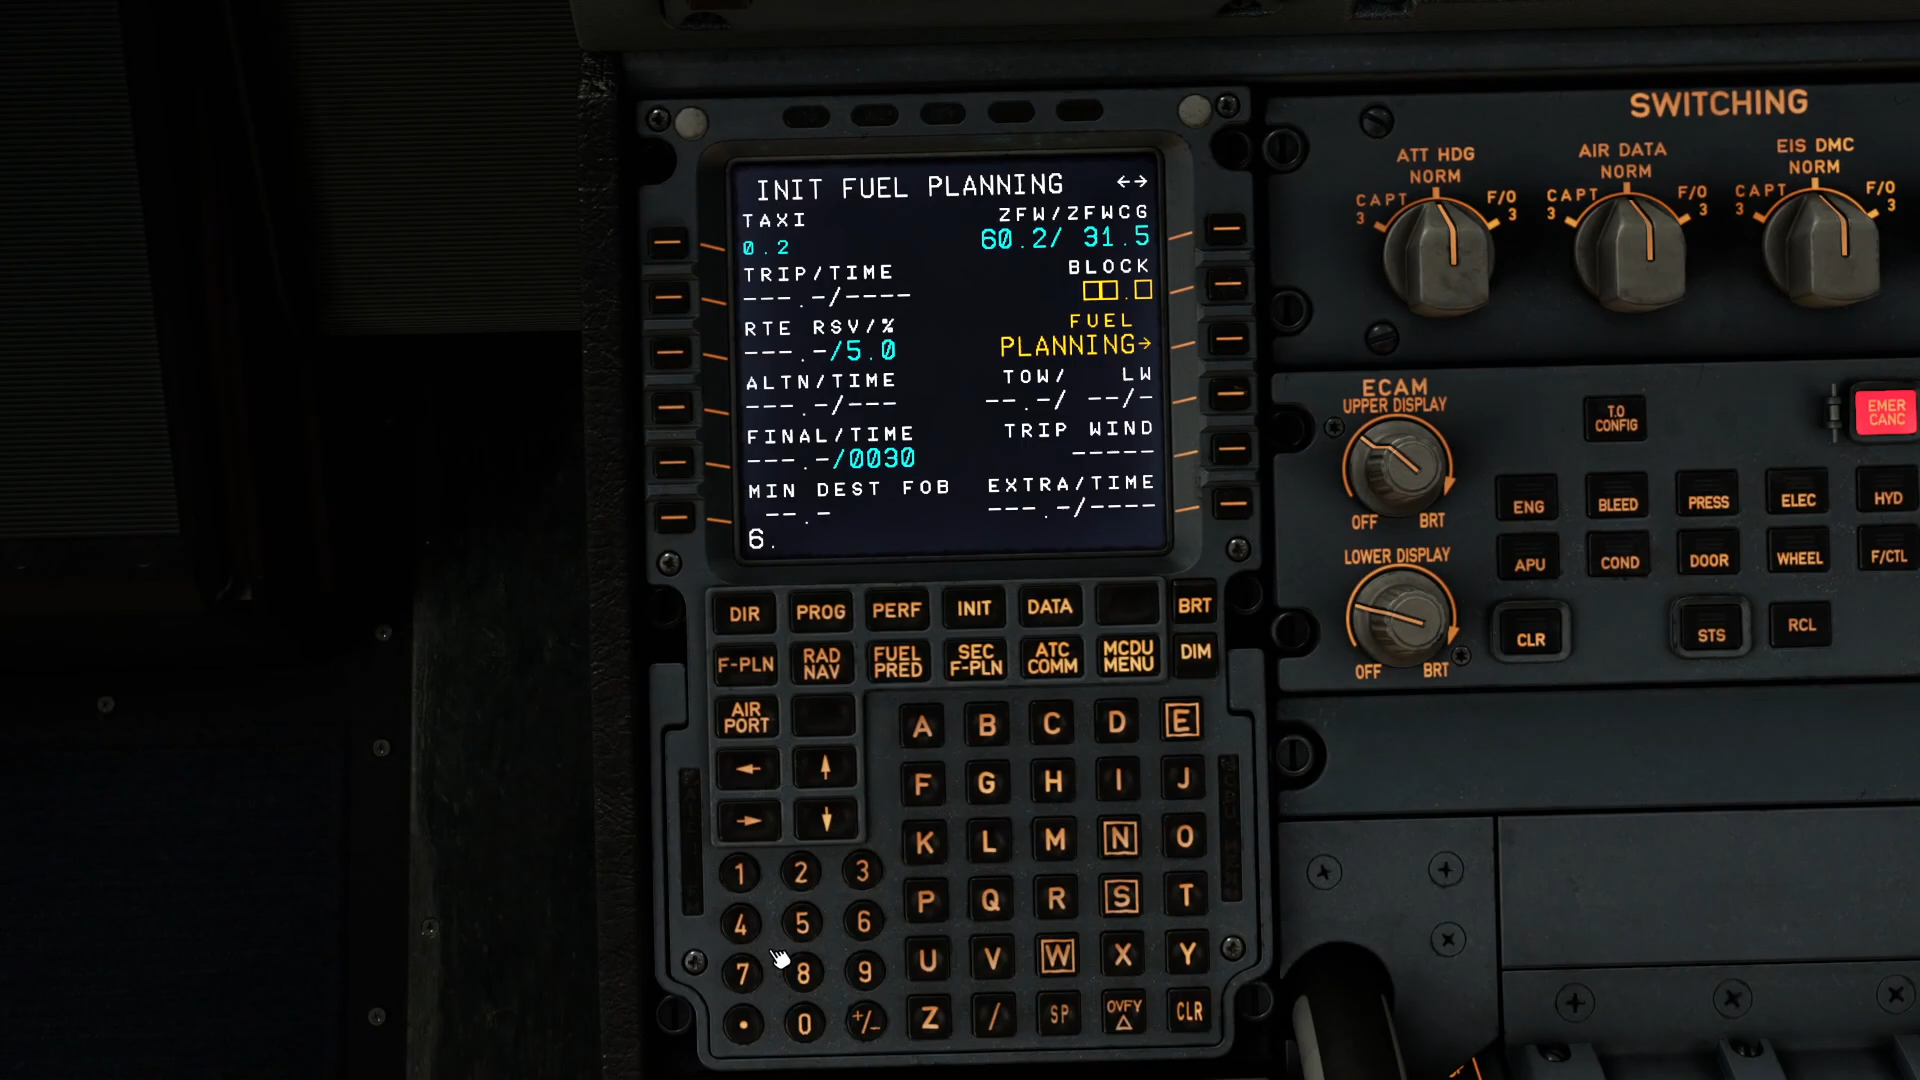 INIT FUEL PLANNING ←→
TAXI ZFW/ZFWCG
0.2 60.2/ 31.5
TRIP/TIME BLOCK
---.-/---- □□.□
RTE RSV/% FUEL
---.-/5.0 PLANNING→
ALTN/TIME TOW/ LW
---.-/--- --.-/ --/-
FINAL/TIME TRIP WIND
---.-/0030 -----
MIN DEST FOB EXTRA/TIME
--.- ---.-/----
6.
DIR PROG PERF INIT DATA BRT
F-PLN RAD NAV FUEL PRED SEC F-PLN ATC COMM MCDU MENU DIM
AIR PORT
← ↑
→ ↓
A B C D E
F G H I J
K L M N O
P Q R S T
U V W X Y
Z / SP OVFY △ CLR
1 2 3
4 5 6
7 8 9
. 0 +/-
SWITCHING
ATT HDG AIR DATA EIS DMC
NORM NORM NORM
CAPT 3 F/O 3 CAPT 3 F/O 3 CAPT 3 F/O 3
ECAM
UPPER DISPLAY
OFF BRT
LOWER DISPLAY
OFF BRT
T.O CONFIG
EMER CANC
ENG BLEED PRESS ELEC HYD
APU COND DOOR WHEEL F/CTL
CLR STS RCL